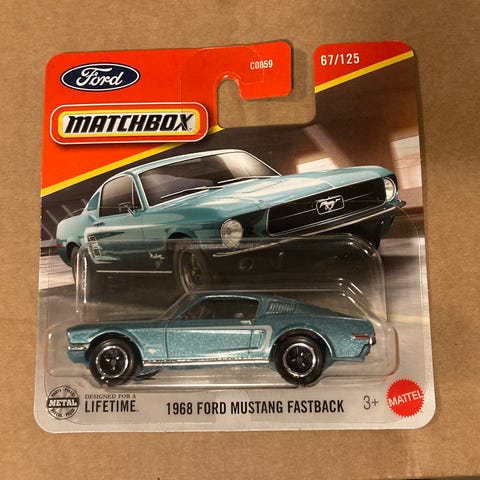 Ford
C0859
67/125
MATCHBOX
METAL
DESIGNED FOR A
LIFETIME
1968 FORD MUSTANG FASTBACK
3+
MATTEL